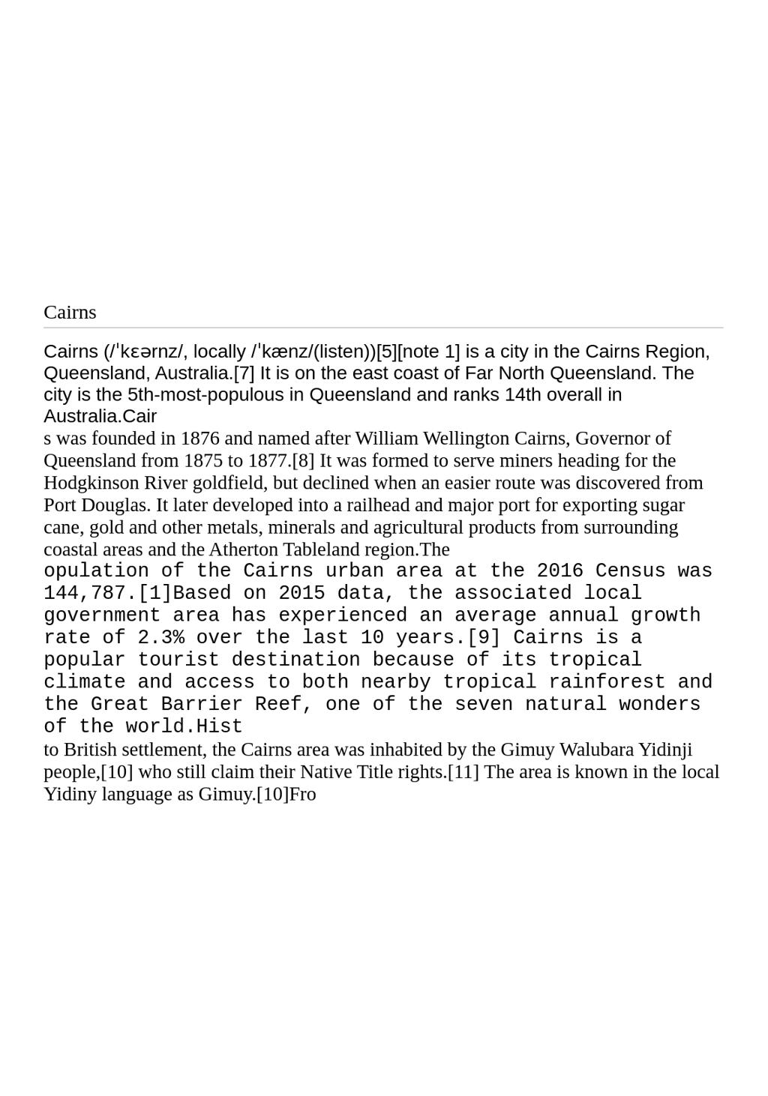 Cairns
Cairns (/ˈkɛərnz/, locally /ˈkænz/(listen))[5][note 1] is a city in the Cairns Region,
Queensland, Australia.[7] It is on the east coast of Far North Queensland. The
city is the 5th-most-populous in Queensland and ranks 14th overall in
Australia.Cair
s was founded in 1876 and named after William Wellington Cairns, Governor of
Queensland from 1875 to 1877.[8] It was formed to serve miners heading for the
Hodgkinson River goldfield, but declined when an easier route was discovered from
Port Douglas. It later developed into a railhead and major port for exporting sugar
cane, gold and other metals, minerals and agricultural products from surrounding
coastal areas and the Atherton Tableland region.The
opulation of the Cairns urban area at the 2016 Census was
144,787.[1]Based on 2015 data, the associated local
government area has experienced an average annual growth
rate of 2.3% over the last 10 years.[9] Cairns is a
popular tourist destination because of its tropical
climate and access to both nearby tropical rainforest and
the Great Barrier Reef, one of the seven natural wonders
of the world.Hist
to British settlement, the Cairns area was inhabited by the Gimuy Walubara Yidinji
people,[10] who still claim their Native Title rights.[11] The area is known in the local
Yidiny language as Gimuy.[10]Fro